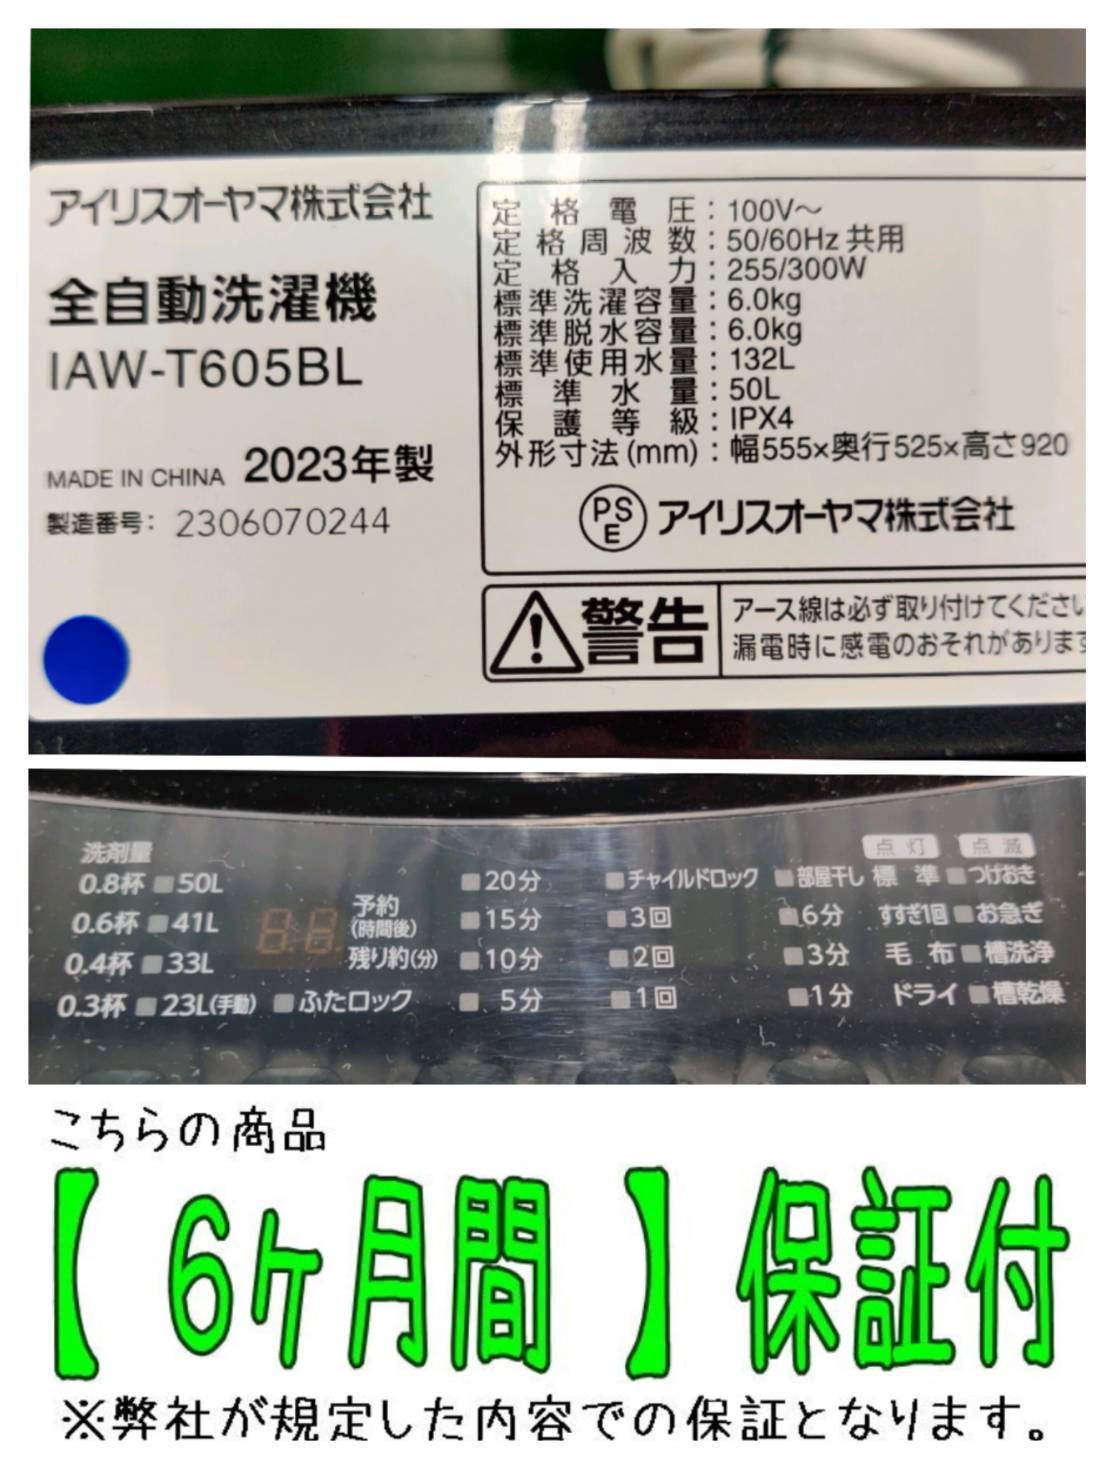 アイリスオーヤマ株式会社
全自動洗濯機
IAW-T605BL
MADE IN CHINA 2023年製
製造番号: 2306070244
定格電圧:100V~
定格周波数:50/60Hz 共用
定格入力:255/300W
標準洗濯容量:6.0kg
標準脱水容量:6.0kg
標準使用水量:132L
標準水量:50L
保護等級:IPX4
外形寸法(mm):幅555×奥行525×高さ920
PSE アイリスオーヤマ株式会社
警告
アース線は必ず取り付けてくださ
漏電時に感電のおそれがありま
洗剤量
0.8杯 50L
0.6杯 41L
0.4杯 33L
0.3杯 23L(手動)
ふたロック
88
予約
(時間後)
残り約(分)
20分
15分
10分
5分
チャイルドロック
3回
2回
1回
部屋干し
6分
3分
1分
点灯 点滅
標準 つけおき
すすぎ1回 お急ぎ
毛布 槽洗浄
ドライ 槽乾燥
こちらの商品
【6ヶ月間】保証付
※弊社が規定した内容での保証となります。